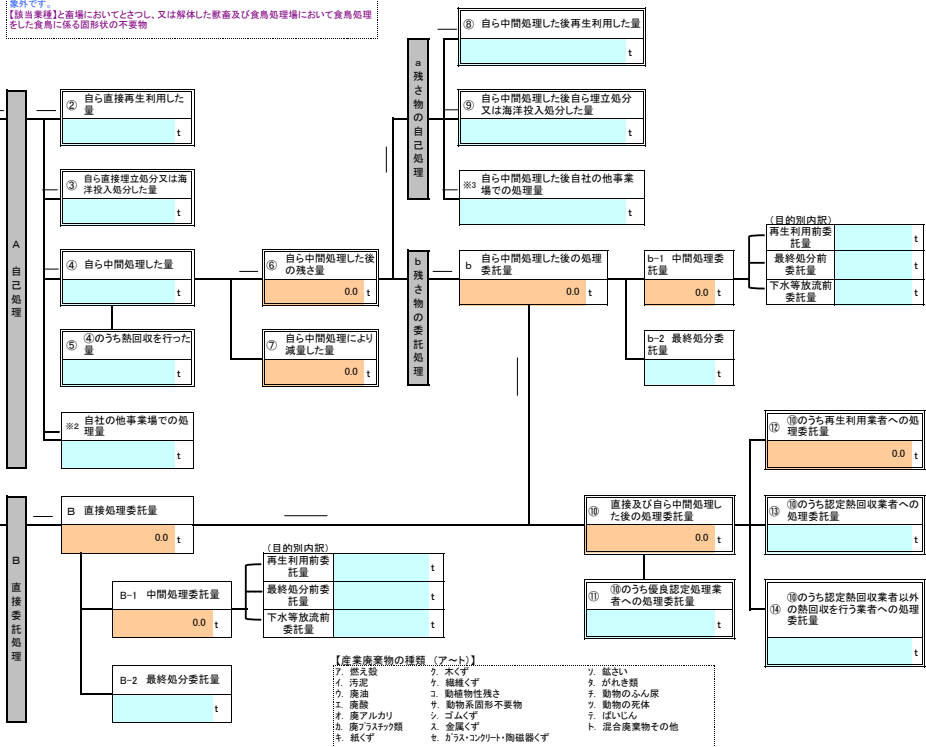 象外です。
【該当業種】と畜場においてとさつし、又は解体した獣畜及び食鳥処理場において食鳥処理
をした食鳥に係る固形状の不要物
⑧ 自ら中間処理した後再生利用した量
t
a 残さ物の自己処理
② 自ら直接再生利用した
量
t
⑨ 自ら中間処理した後自ら埋立処分
又は海洋投入処分した量
t
③ 自ら直接埋立処分又は海
洋投入処分した量
t
※3 自ら中間処理した後自社の他事業
場での処理量
t
A 自己処理
④ 自ら中間処理した量
t
⑥ 自ら中間処理した後
の残さ量
0.0 t
b 残さ物の委託処理
b 自ら中間処理した後の処理
委託量
0.0 t
b-1 中間処理委
託量
0.0 t
(目的別内訳)
再生利用前委
託量
t
最終処分前
委託量
t
下水等放流前
委託量
t
⑤ ④のうち熱回収を行った
量
t
⑦ 自ら中間処理により
減量した量
0.0 t
b-2 最終処分委
託量
t
※2 自社の他事業場での処
理量
t
⑫ ⑩のうち再生利用業者への処
理委託量
0.0 t
B 直接委託処理
B 直接処理委託量
0.0 t
⑩ 直接及び自ら中間処理し
た後の処理委託量
0.0 t
⑬ ⑩のうち認定熱回収業者への
処理委託量
t
B-1 中間処理委託量
0.0 t
(目的別内訳)
再生利用前委
託量
t
最終処分前委
託量
t
下水等放流前
委託量
t
⑪ ⑩のうち優良認定処理業
者への処理委託量
t
⑭ ⑩のうち認定熱回収業者以外
の熱回収を行う業者への処理
委託量
t
B-2 最終処分委託量
t
【産業廃棄物の種類 (ア～ト)】
ア. 燃え殻 ク. 木くず ソ. 鉱さい
イ. 汚泥 ケ. 繊維くず タ. がれき類
ウ. 廃油 コ. 動植物性残さ チ. 動物のふん尿
エ. 廃酸 サ. 動物系固形不要物 ツ. 動物の死体
オ. 廃アルカリ シ. ゴムくず テ. ばいじん
カ. 廃プラスチック類 ス. 金属くず ト. 混合廃棄物その他
キ. 紙くず セ. ガラス・コンクリート・陶磁器くず